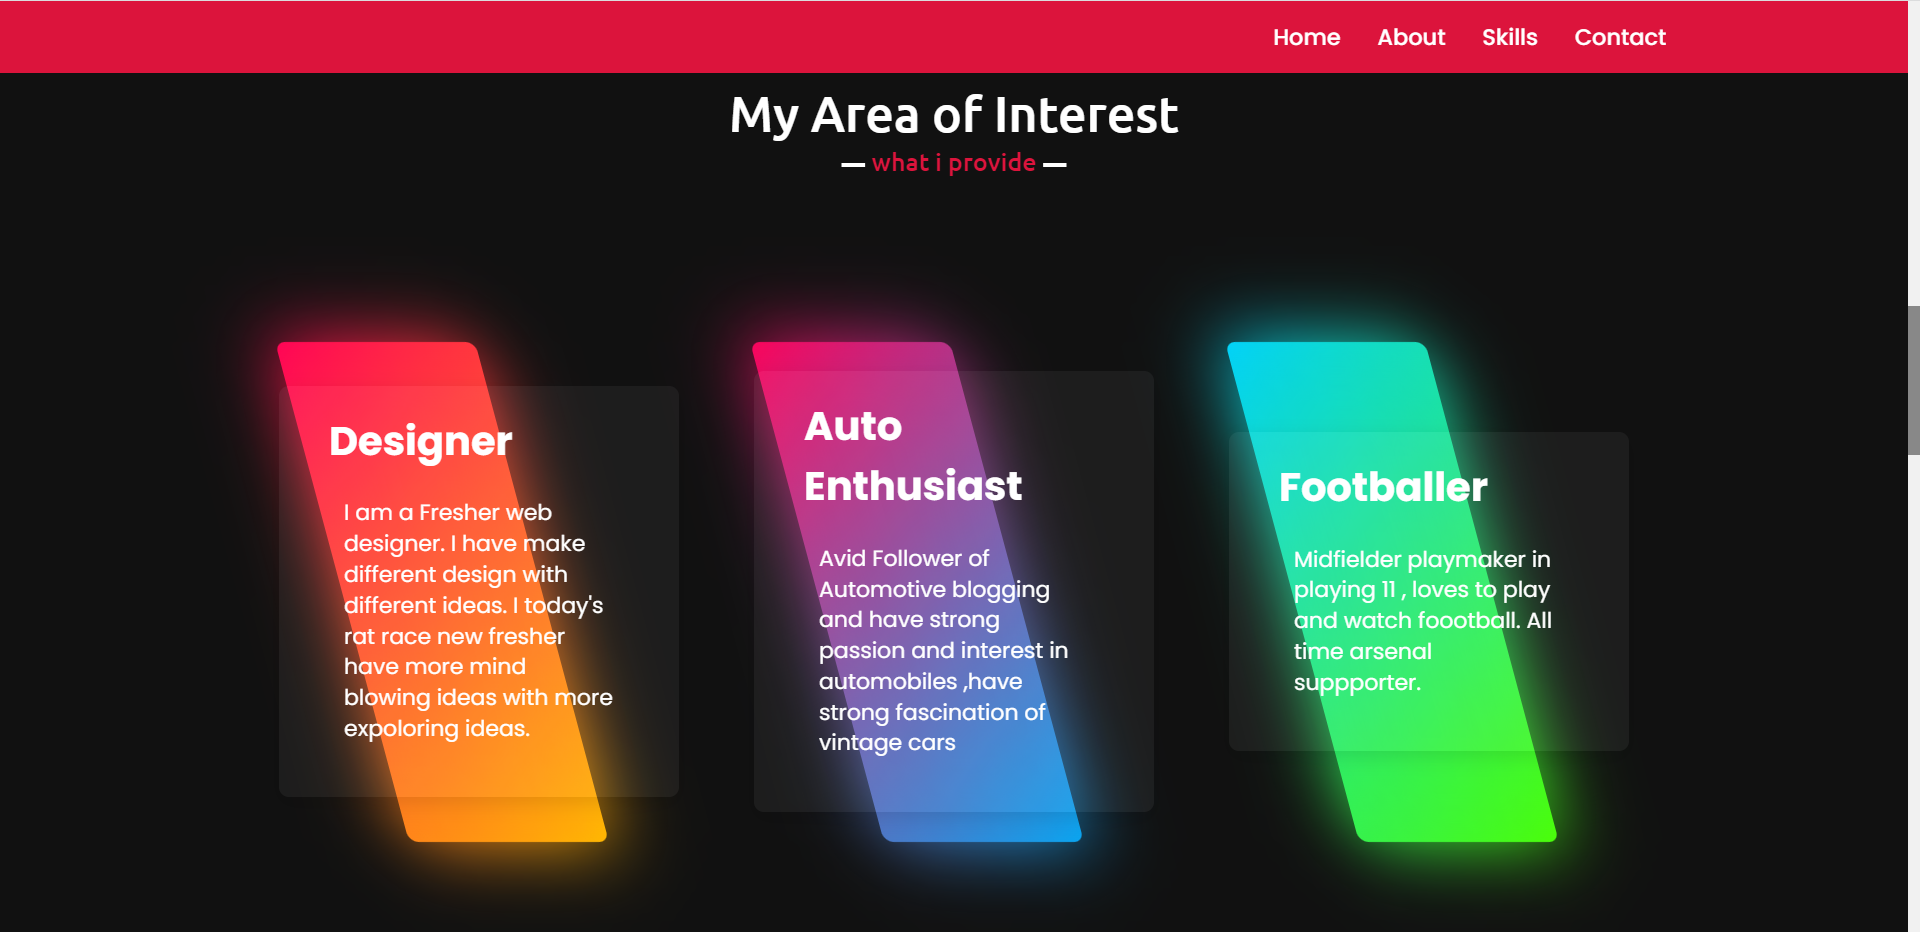 Home About Skills Contact
My Area of Interest
what i provide
Designer
I am a Fresher web
designer. I have make
different design with
different ideas. I today's
rat race new fresher
have more mind
blowing ideas with more
expoloring ideas.
Auto
Enthusiast
Avid Follower of
Automotive blogging
and have strong
passion and interest in
automobiles ,have
strong fascination of
vintage cars
Footballer
Midfielder playmaker in
playing 11 , loves to play
and watch foootball. All
time arsenal
suppporter.